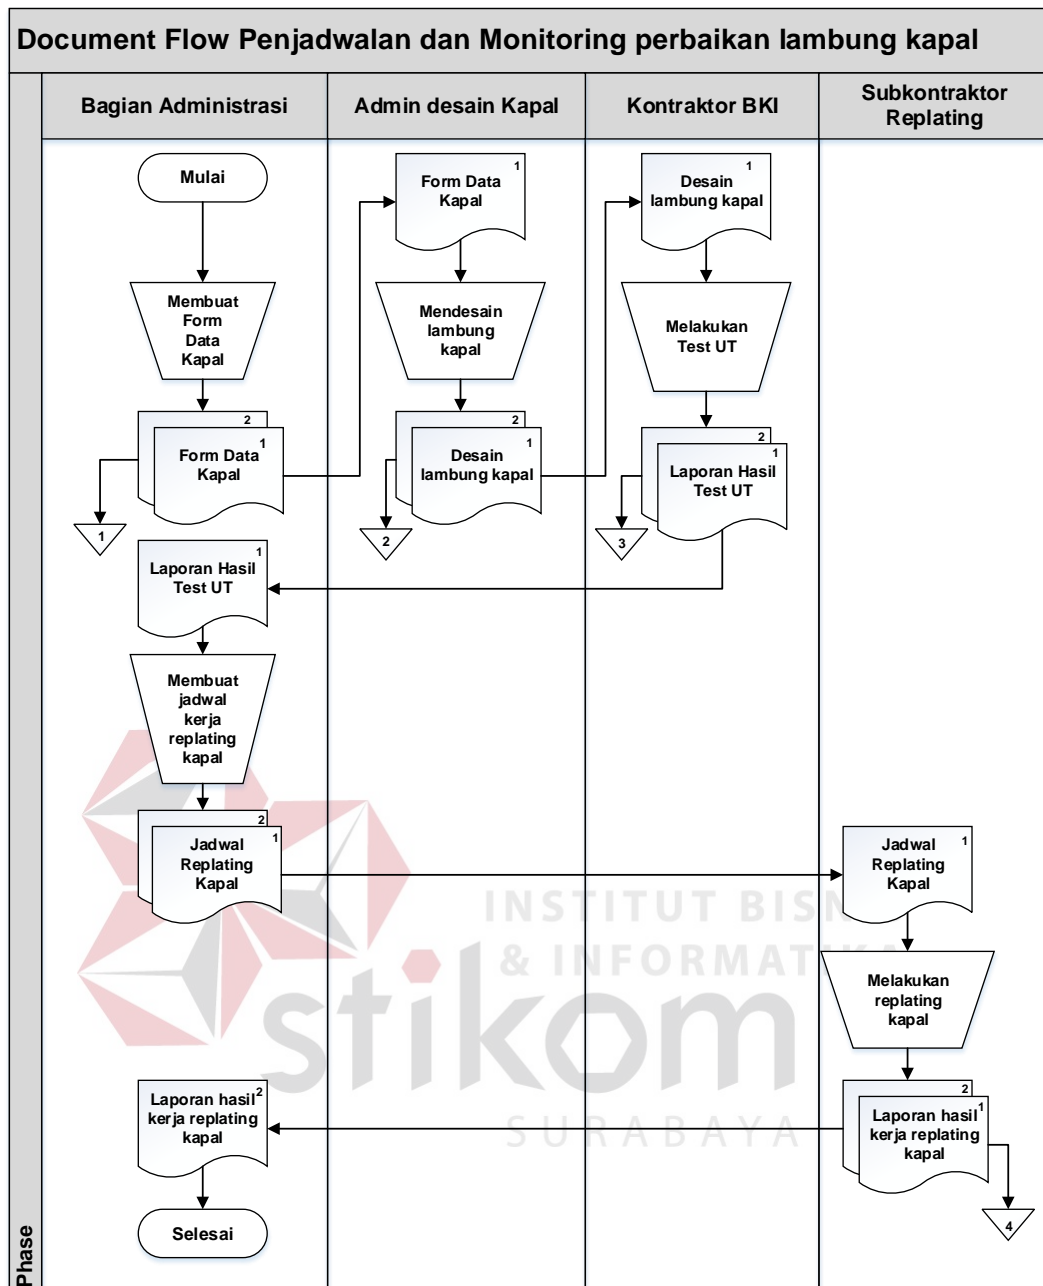 Document Flow Penjadwalan dan Monitoring perbaikan lambung kapal
Bagian Administrasi
Admin desain Kapal
Kontraktor BKI
Subkontraktor
Replating
Mulai
Membuat
Form
Data
Kapal
2
1
Form Data
Kapal
1
1
Form Data
Kapal
Mendesain
lambung
kapal
2
1
Desain
lambung kapal
2
1
Desain
lambung kapal
Melakukan
Test UT
2
1
Laporan Hasil
Test UT
3
1
Laporan Hasil
Test UT
Membuat
jadwal
kerja
replating
kapal
2
1
Jadwal
Replating
Kapal
1
Jadwal
Replating
Kapal
Melakukan
replating
kapal
2
1
Laporan hasil
kerja replating
kapal
4
2
Laporan hasil
kerja replating
kapal
Selesai
Phase
INSTITUT BISN
& INFORMATIKA
stikom
SURABAYA